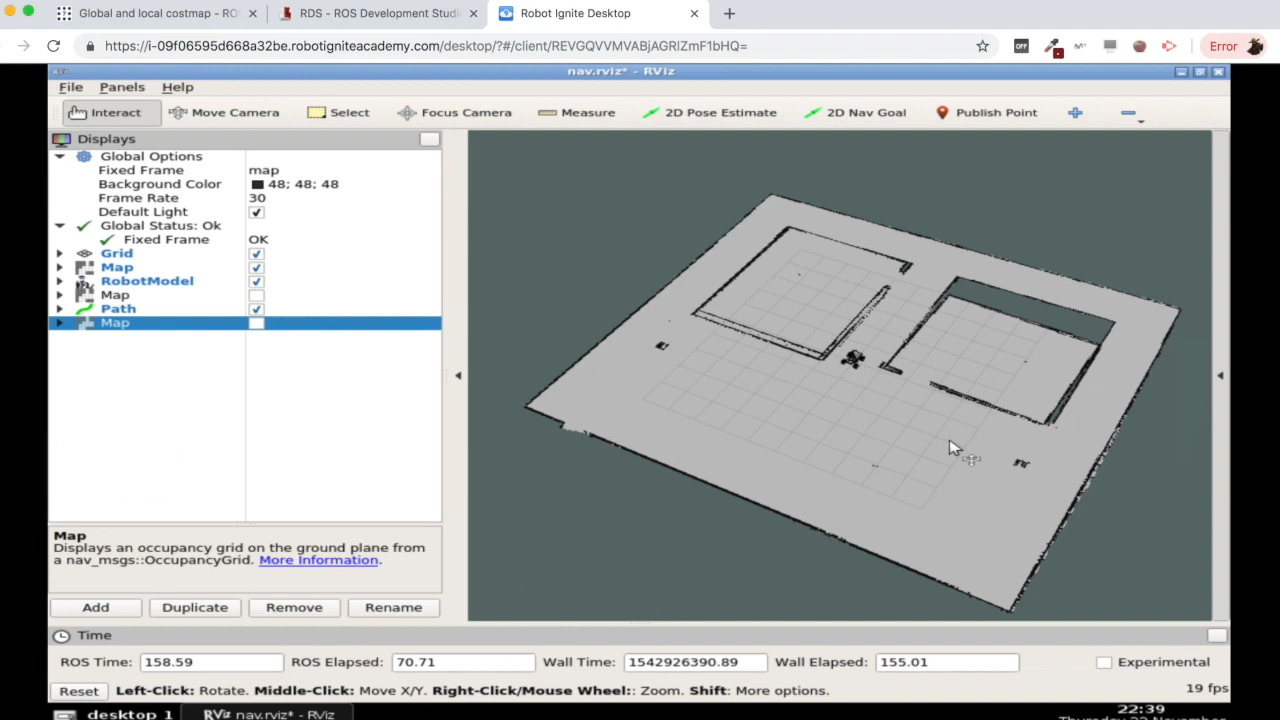 Global and local costmap - RO
RDS - ROS Development Studi
Robot Ignite Desktop
https://i-09f06595d668a32be.robotigniteacademy.com/desktop/?#/client/REVGQVVMVABjAGRlZmF1bHQ=
OFF
Error
RViz
nav.rviz* - RViz
File Panels Help
Interact Move Camera Select Focus Camera Measure 2D Pose Estimate 2D Nav Goal Publish Point
Displays
Global Options
Fixed Frame map
Background Color 48; 48; 48
Frame Rate 30
Default Light
Global Status: Ok
Fixed Frame OK
Grid
Map
RobotModel
Map
Path
Map
Map
Displays an occupancy grid on the ground plane from
a nav_msgs::OccupancyGrid. More Information.
Add Duplicate Remove Rename
Time
ROS Time: 158.59 ROS Elapsed: 70.71 Wall Time: 1542926390.89 Wall Elapsed: 155.01 Experimental
Reset Left-Click: Rotate. Middle-Click: Move X/Y. Right-Click/Mouse Wheel:: Zoom. Shift: More options. 19 fps
desktop 1 RViz nav.rviz* - RViz 22:39
Thursday 22 November